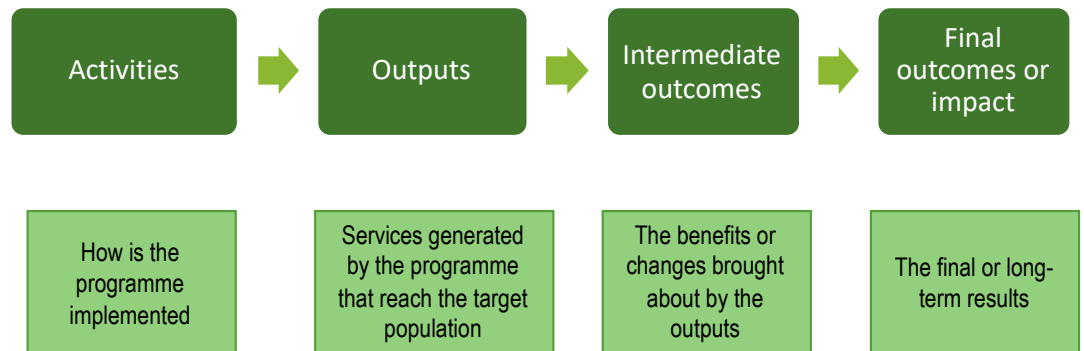 Activities
Outputs
Intermediate
outcomes
Final
outcomes or
impact
How is the
programme
implemented
Services generated
by the programme
that reach the target
population
The benefits or
changes brought
about by the
outputs
The final or long-
term results